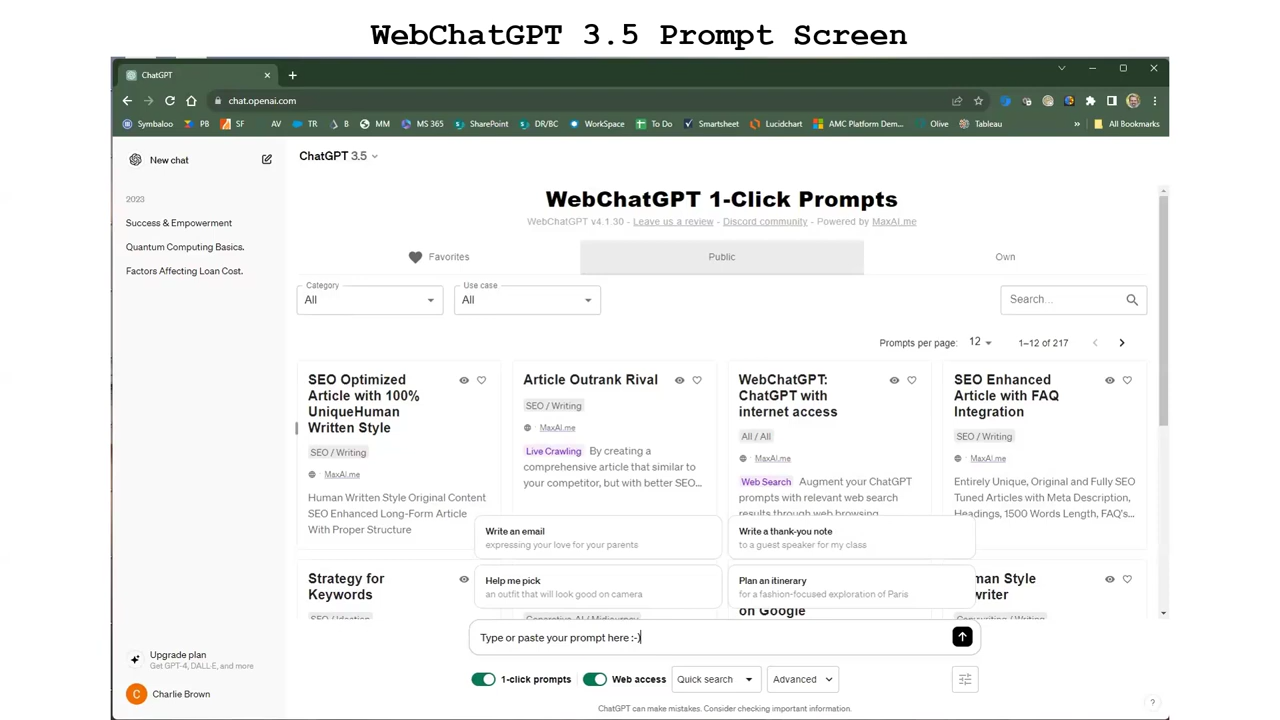 WebChatGPT 3.5 Prompt Screen
ChatGPT
chat.openai.com
Symbaloo PB SF AV TR B MM MS 365 SharePoint DR/BC WorkSpace To Do Smartsheet Lucidchart AMC Platform Dem... Olive Tableau » All Bookmarks
New chat
ChatGPT 3.5
2023
Success & Empowerment
Quantum Computing Basics.
Factors Affecting Loan Cost.
WebChatGPT 1-Click Prompts
WebChatGPT v4.1.30 - Leave us a review - Discord community - Powered by MaxAI.me
Favorites Public Own
Category
All
Use case
All
Search...
Prompts per page: 12 1–12 of 217
SEO Optimized
Article with 100%
UniqueHuman
Written Style
SEO / Writing
MaxAI.me
Human Written Style Original Content
SEO Enhanced Long-Form Article
With Proper Structure
Article Outrank Rival
SEO / Writing
MaxAI.me
Live Crawling By creating a
comprehensive article that similar to
your competitor, but with better SEO...
WebChatGPT:
ChatGPT with
internet access
All / All
MaxAI.me
Web Search Augment your ChatGPT
prompts with relevant web search
results through web browsing
SEO Enhanced
Article with FAQ
Integration
SEO / Writing
MaxAI.me
Entirely Unique, Original and Fully SEO
Tuned Articles with Meta Description,
Headings, 1500 Words Length, FAQ's...
Write an email
expressing your love for your parents
Write a thank-you note
to a guest speaker for my class
Help me pick
an outfit that will look good on camera
Plan an itinerary
for a fashion-focused exploration of Paris
Strategy for
Keywords
SEO / Ideation
Generative AI / Midjourney
on Google
Style
Copywriting / Writing
Type or paste your prompt here :-)
1-click prompts Web access Quick search Advanced
ChatGPT can make mistakes. Consider checking important information.
Upgrade plan
Get GPT-4, DALL·E, and more
C Charlie Brown
?